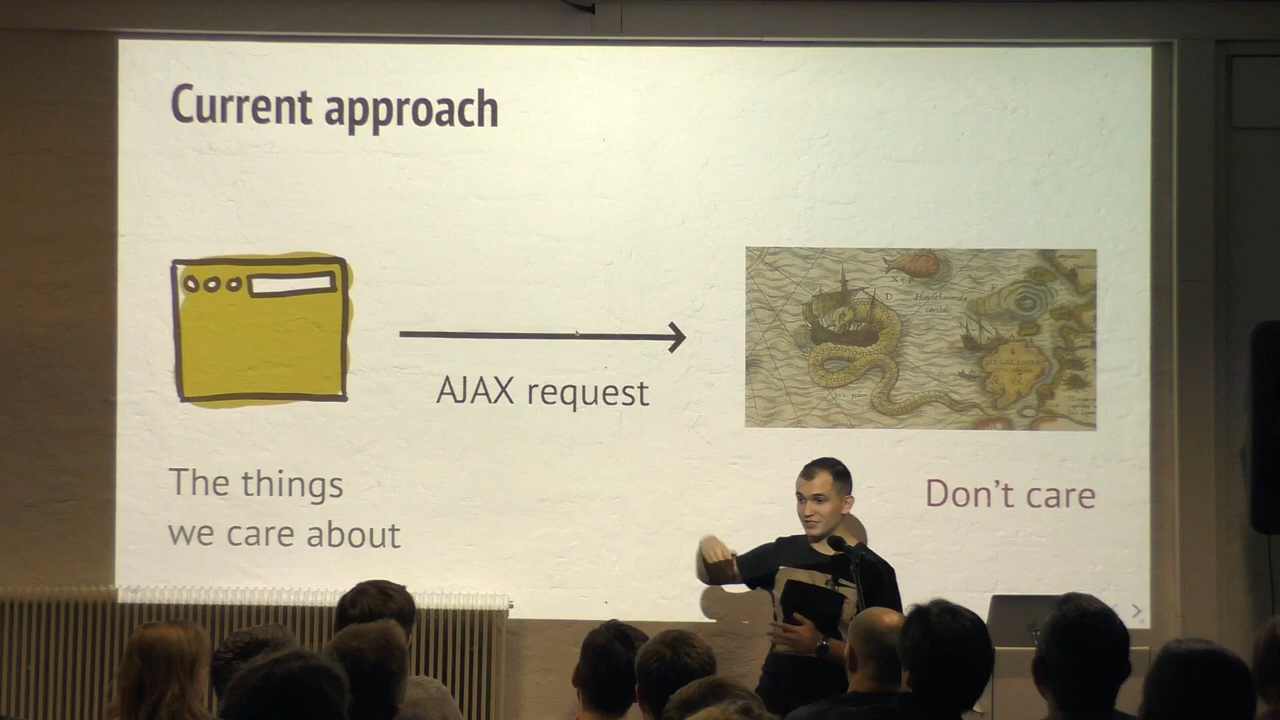 Current approach
AJAX request
The things
we care about
Don't care